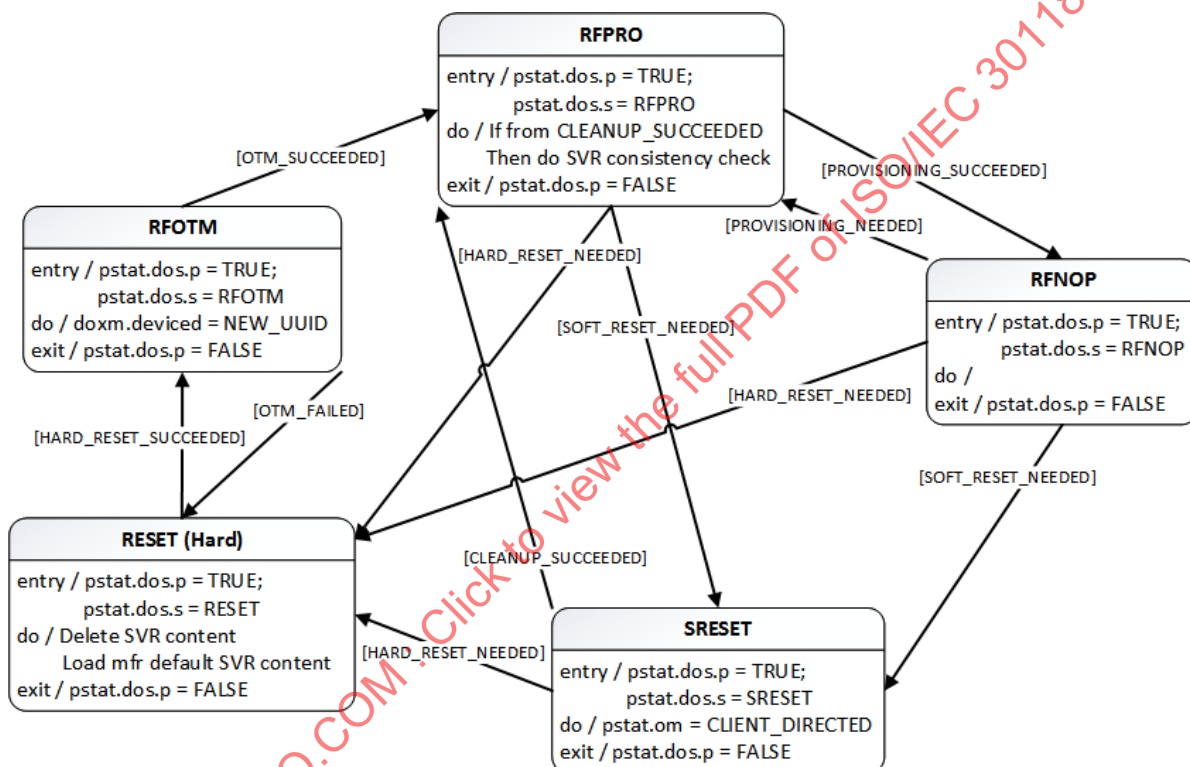 RFPRO
entry / pstat.dos.p = TRUE;
pstat.dos.s = RFPRO
do / If from CLEANUP_SUCCEEDED
Then do SVR consistency check
exit / pstat.dos.p = FALSE
[OTM_SUCCEEDED]
[PROVISIONING_SUCCEEDED]
[PROVISIONING_NEEDED]
RFOTM
entry / pstat.dos.p = TRUE;
pstat.dos.s = RFOTM
do / doxm.deviced = NEW_UUID
exit / pstat.dos.p = FALSE
[HARD_RESET_NEEDED]
RFNOP
entry / pstat.dos.p = TRUE;
pstat.dos.s = RFNOP
do /
exit / pstat.dos.p = FALSE
[SOFT_RESET_NEEDED]
[HARD_RESET_NEEDED]
[OTM_FAILED]
[HARD_RESET_SUCCEEDED]
[SOFT_RESET_NEEDED]
RESET (Hard)
entry / pstat.dos.p = TRUE;
pstat.dos.s = RESET
do / Delete SVR content
Load mfr default SVR content
exit / pstat.dos.p = FALSE
[CLEANUP_SUCCEEDED]
[HARD_RESET_NEEDED]
SRESET
entry / pstat.dos.p = TRUE;
pstat.dos.s = SRESET
do / pstat.om = CLIENT_DIRECTED
exit / pstat.dos.p = FALSE
.COM : Click to view the full PDF of ISO/IEC 30118